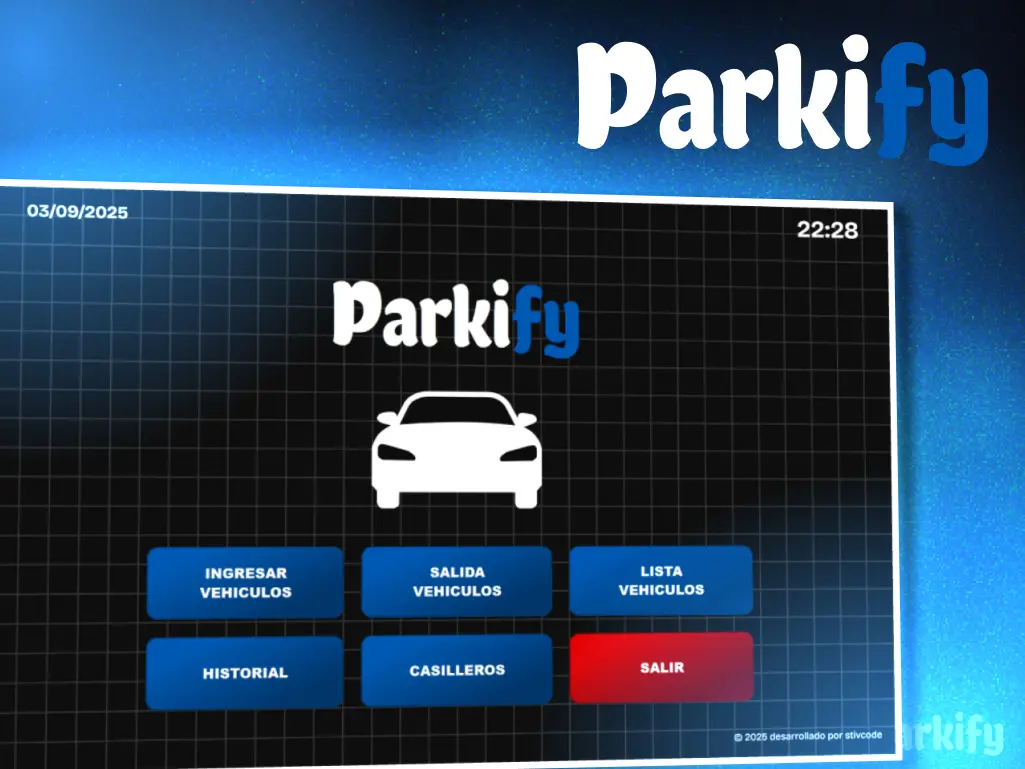 Parkify
03/09/2025
22:28
Parkify
INGRESAR
VEHICULOS
SALIDA
VEHICULOS
LISTA
VEHICULOS
HISTORIAL
CASILLEROS
SALIR
© 2025 desarrollado por stivcode
arkify